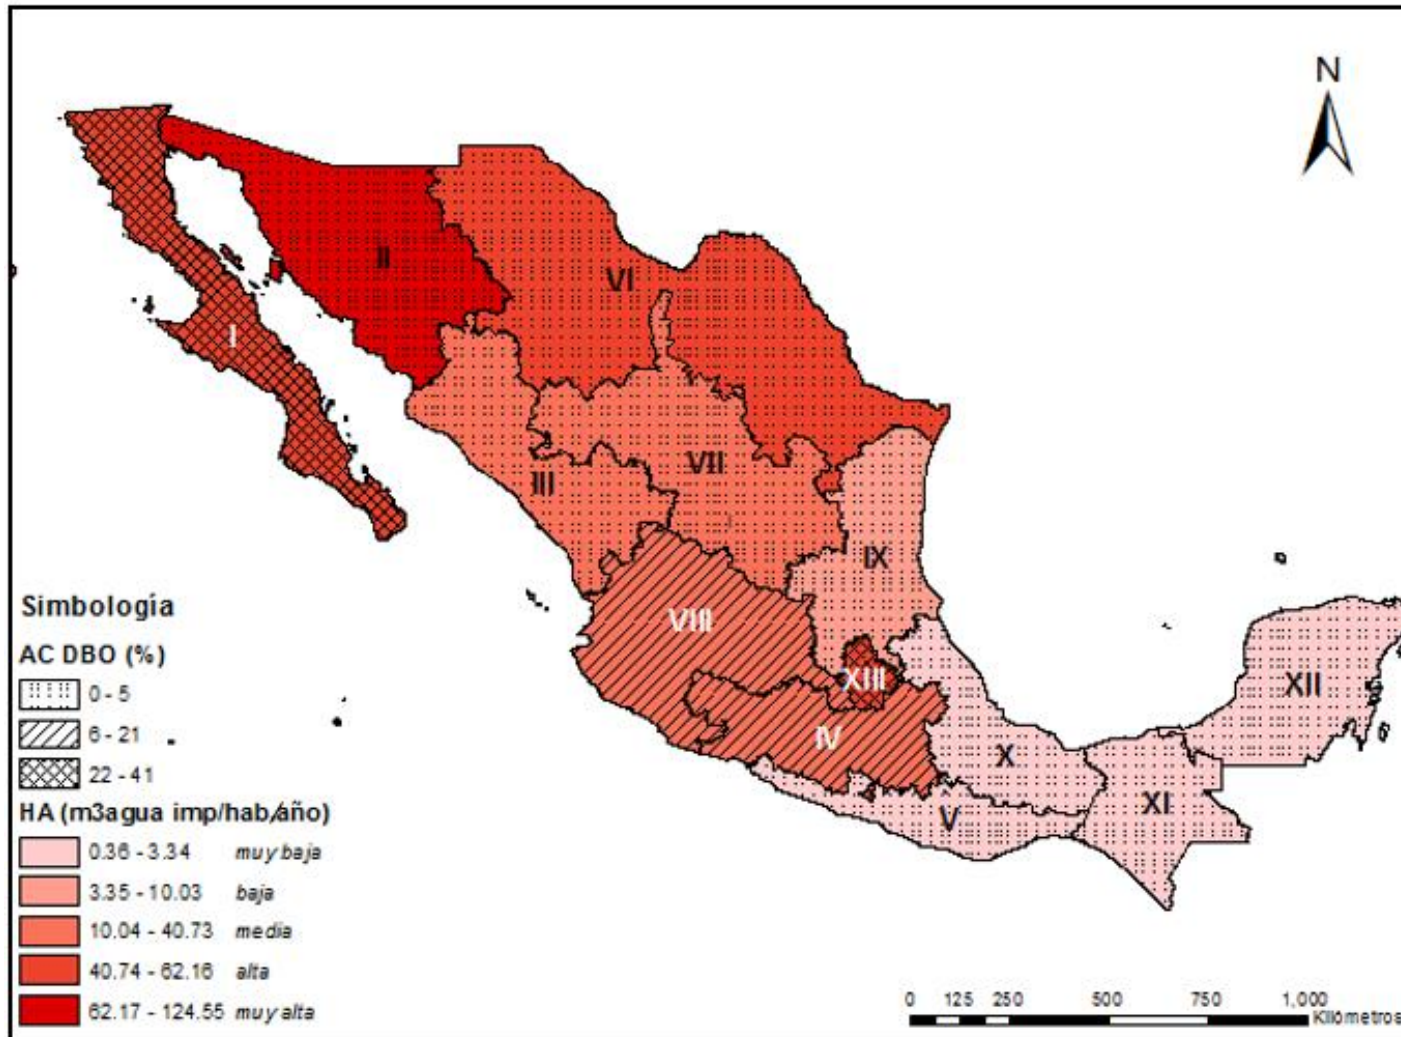 N
I
II
VI
VII
III
IX
VIII
XIII
IV
X
V
XI
XII
Simbología
AC DBO (%)
0 - 5
6 - 21
22 - 41
HA (m3agua imp/hab/año)
0.36 - 3.34 muy baja
3.35 - 10.03 baja
10.04 - 40.73 media
40.74 - 62.16 alta
62.17 - 124.55 muy alta
0 125 250 500 750 1,000
Kilómetros